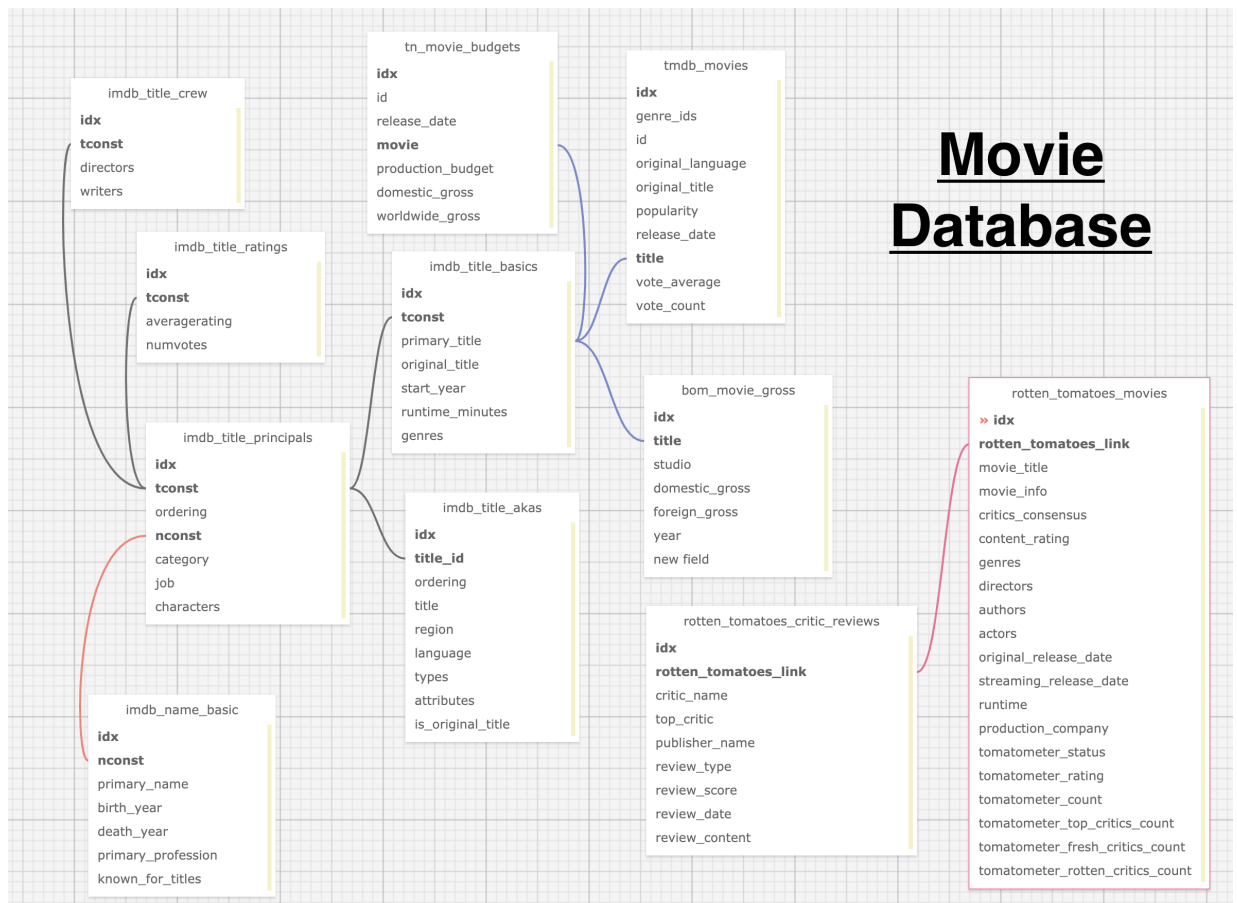 Movie
Database
imdb_title_crew
idx
tconst
directors
writers
imdb_title_ratings
idx
tconst
averagerating
numvotes
imdb_title_principals
idx
tconst
ordering
nconst
category
job
characters
imdb_name_basic
idx
nconst
primary_name
birth_year
death_year
primary_profession
known_for_titles
tn_movie_budgets
idx
id
release_date
movie
production_budget
domestic_gross
worldwide_gross
imdb_title_basics
idx
tconst
primary_title
original_title
start_year
runtime_minutes
genres
imdb_title_akas
idx
title_id
ordering
title
region
language
types
attributes
is_original_title
tmdb_movies
idx
genre_ids
id
original_language
original_title
popularity
release_date
title
vote_average
vote_count
bom_movie_gross
idx
title
studio
domestic_gross
foreign_gross
year
new field
rotten_tomatoes_critic_reviews
idx
rotten_tomatoes_link
critic_name
top_critic
publisher_name
review_type
review_score
review_date
review_content
rotten_tomatoes_movies
» idx
rotten_tomatoes_link
movie_title
movie_info
critics_consensus
content_rating
genres
directors
authors
actors
original_release_date
streaming_release_date
runtime
production_company
tomatometer_status
tomatometer_rating
tomatometer_count
tomatometer_top_critics_count
tomatometer_fresh_critics_count
tomatometer_rotten_critics_count